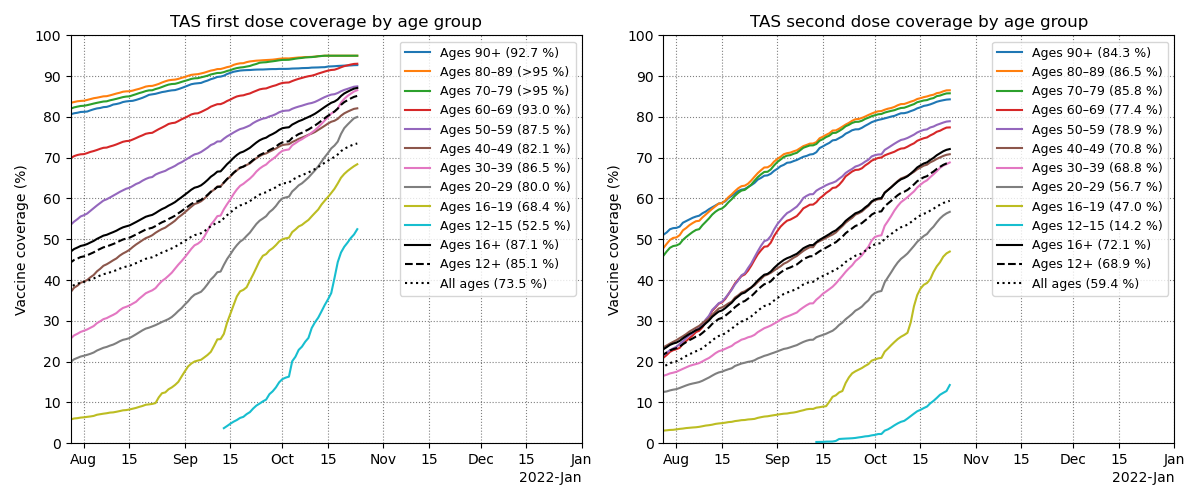 TAS first dose coverage by age group
Vaccine coverage (%)
100
90
80
70
60
50
40
30
20
10
0
Aug 15 Sep 15 Oct 15 Nov 15 Dec 15 Jan
2022-Jan
Ages 90+ (92.7 %)
Ages 80–89 (>95 %)
Ages 70–79 (>95 %)
Ages 60–69 (93.0 %)
Ages 50–59 (87.5 %)
Ages 40–49 (82.1 %)
Ages 30–39 (86.5 %)
Ages 20–29 (80.0 %)
Ages 16–19 (68.4 %)
Ages 12–15 (52.5 %)
Ages 16+ (87.1 %)
Ages 12+ (85.1 %)
All ages (73.5 %)
TAS second dose coverage by age group
Vaccine coverage (%)
100
90
80
70
60
50
40
30
20
10
0
Aug 15 Sep 15 Oct 15 Nov 15 Dec 15 Jan
2022-Jan
Ages 90+ (84.3 %)
Ages 80–89 (86.5 %)
Ages 70–79 (85.8 %)
Ages 60–69 (77.4 %)
Ages 50–59 (78.9 %)
Ages 40–49 (70.8 %)
Ages 30–39 (68.8 %)
Ages 20–29 (56.7 %)
Ages 16–19 (47.0 %)
Ages 12–15 (14.2 %)
Ages 16+ (72.1 %)
Ages 12+ (68.9 %)
All ages (59.4 %)